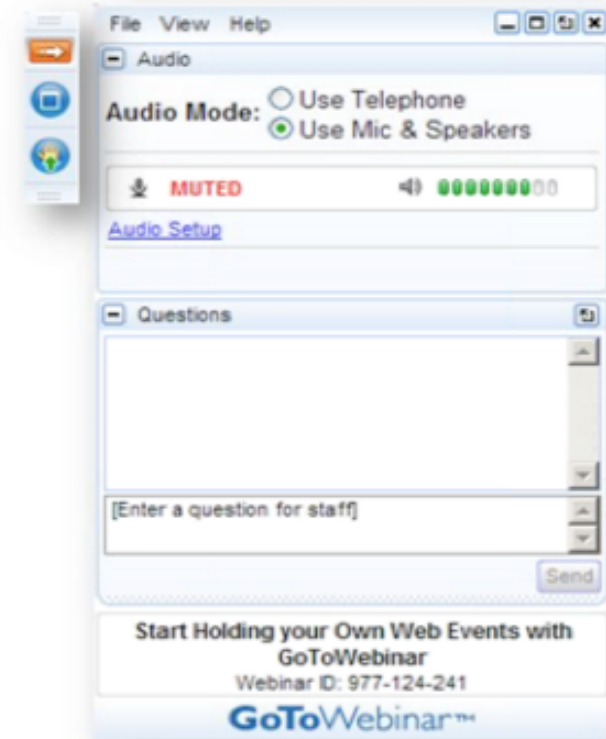 File View Help
Audio
Audio Mode:
Use Telephone
Use Mic & Speakers
MUTED
Audio Setup
Questions
[Enter a question for staff]
Send
Start Holding your Own Web Events with
GoToWebinar
Webinar ID: 977-124-241
GoToWebinar™